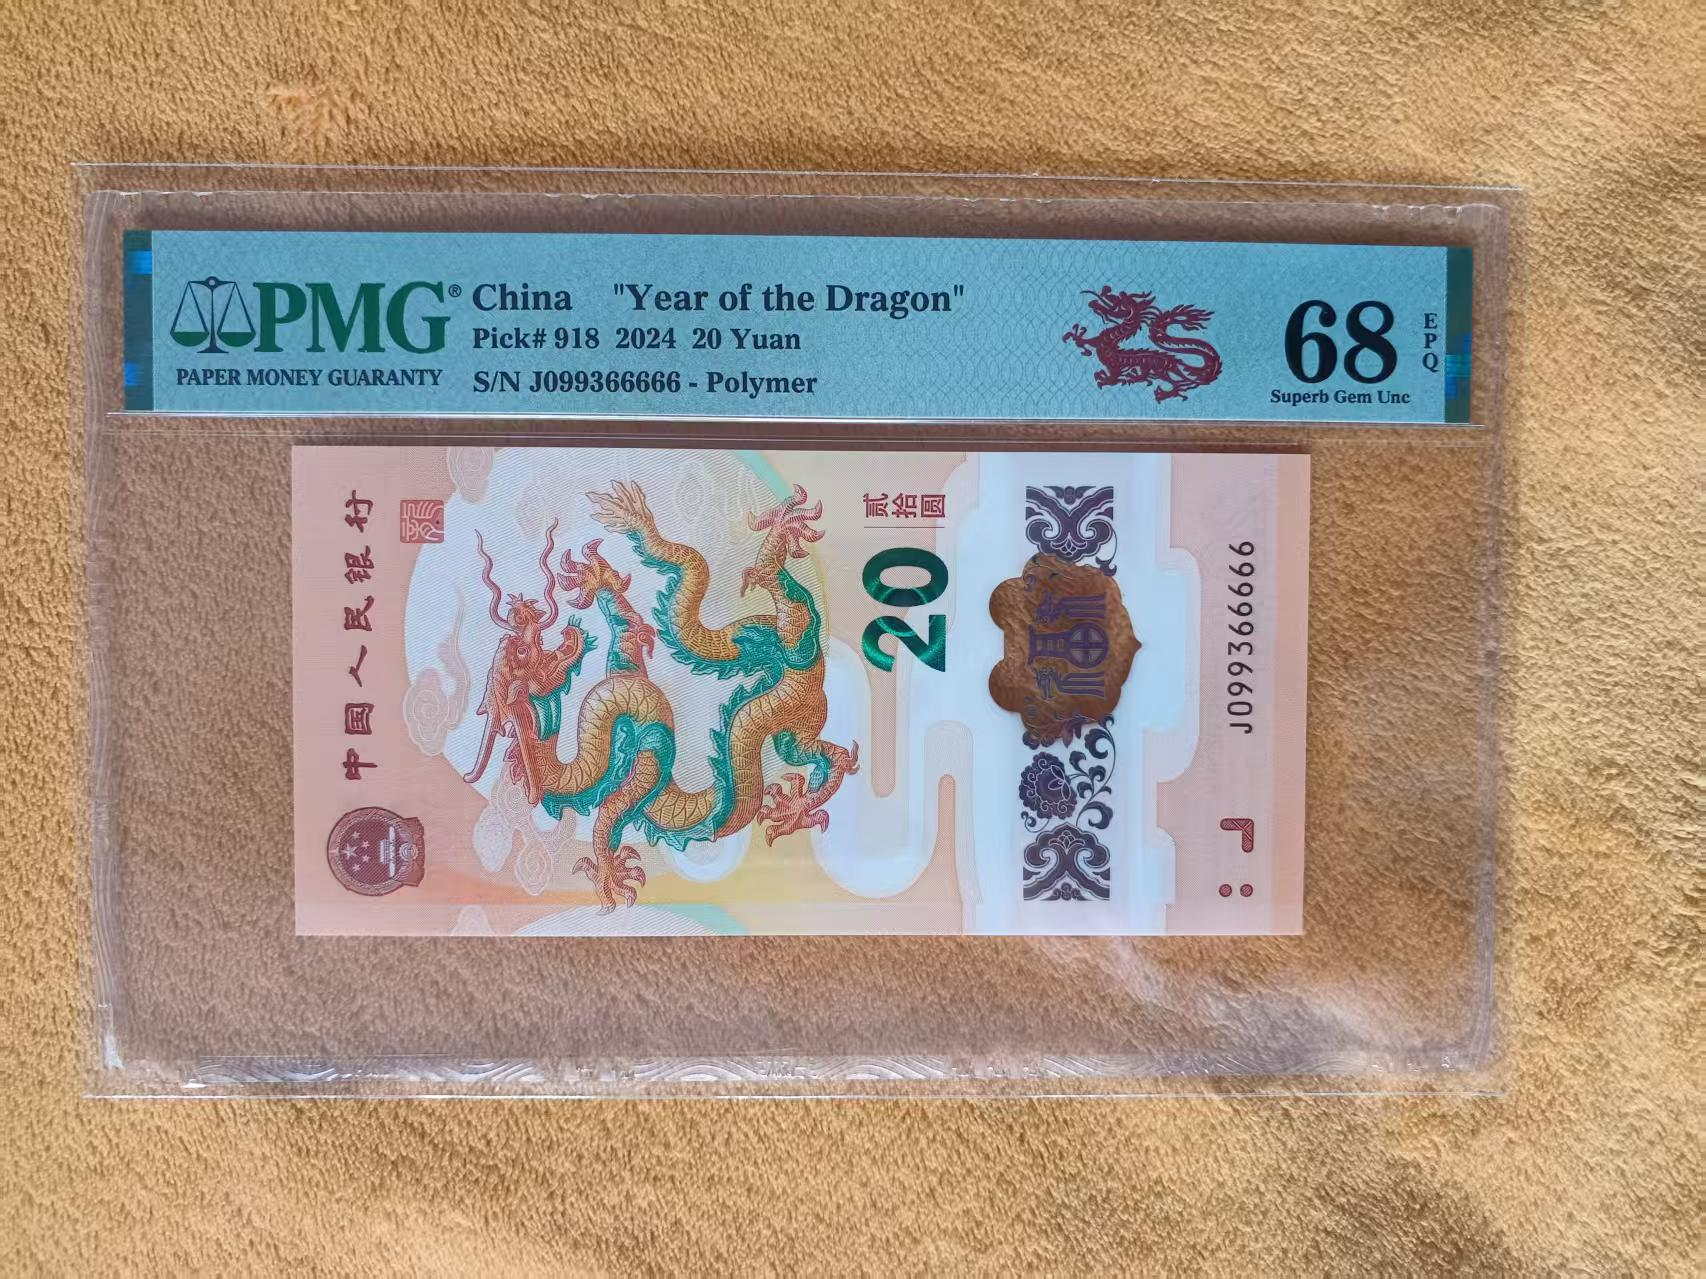 PMG® China "Year of the Dragon"
Pick# 918 2024 20 Yuan
PAPER MONEY GUARANTY S/N J099366666 - Polymer
68 EPQ
Superb Gem Unc
中国人民银行
贰拾圆
20
J099366666